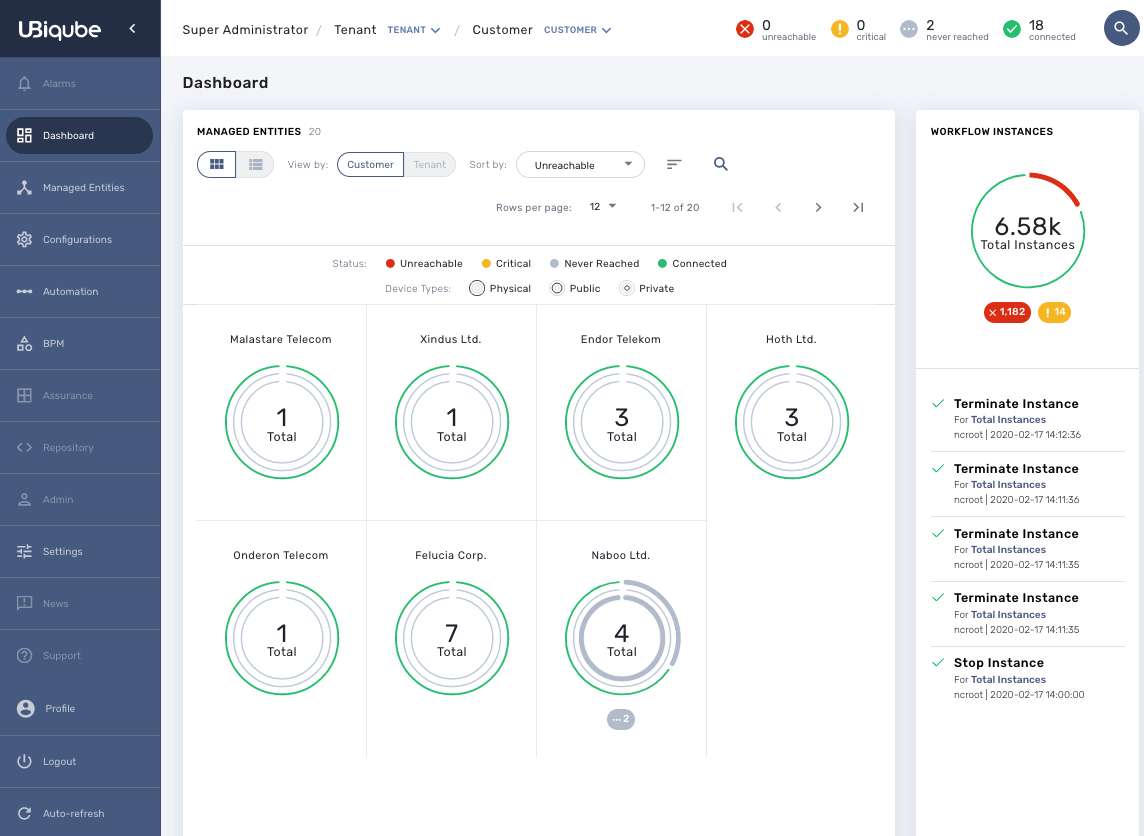 UBiqube
Super Administrator / Tenant TENANT / Customer CUSTOMER
0 unreachable
0 critical
2 never reached
18 connected
Alarms
Dashboard
Managed Entities
Configurations
Automation
BPM
Assurance
Repository
Admin
Settings
News
Support
Profile
Logout
Auto-refresh
Dashboard
MANAGED ENTITIES 20
View by: Customer Tenant Sort by: Unreachable
Rows per page: 12 1-12 of 20
Status: Unreachable Critical Never Reached Connected
Device Types: Physical Public Private
Malastare Telecom
1
Total
Xindus Ltd.
1
Total
Endor Telekom
3
Total
Hoth Ltd.
3
Total
Onderon Telecom
1
Total
Felucia Corp.
7
Total
Naboo Ltd.
4
Total
2
WORKFLOW INSTANCES
6.58k
Total Instances
1,182
14
Terminate Instance
For Total Instances
ncroot | 2020-02-17 14:12:36
Terminate Instance
For Total Instances
ncroot | 2020-02-17 14:11:36
Terminate Instance
For Total Instances
ncroot | 2020-02-17 14:11:35
Terminate Instance
For Total Instances
ncroot | 2020-02-17 14:11:35
Stop Instance
For Total Instances
ncroot | 2020-02-17 14:00:00